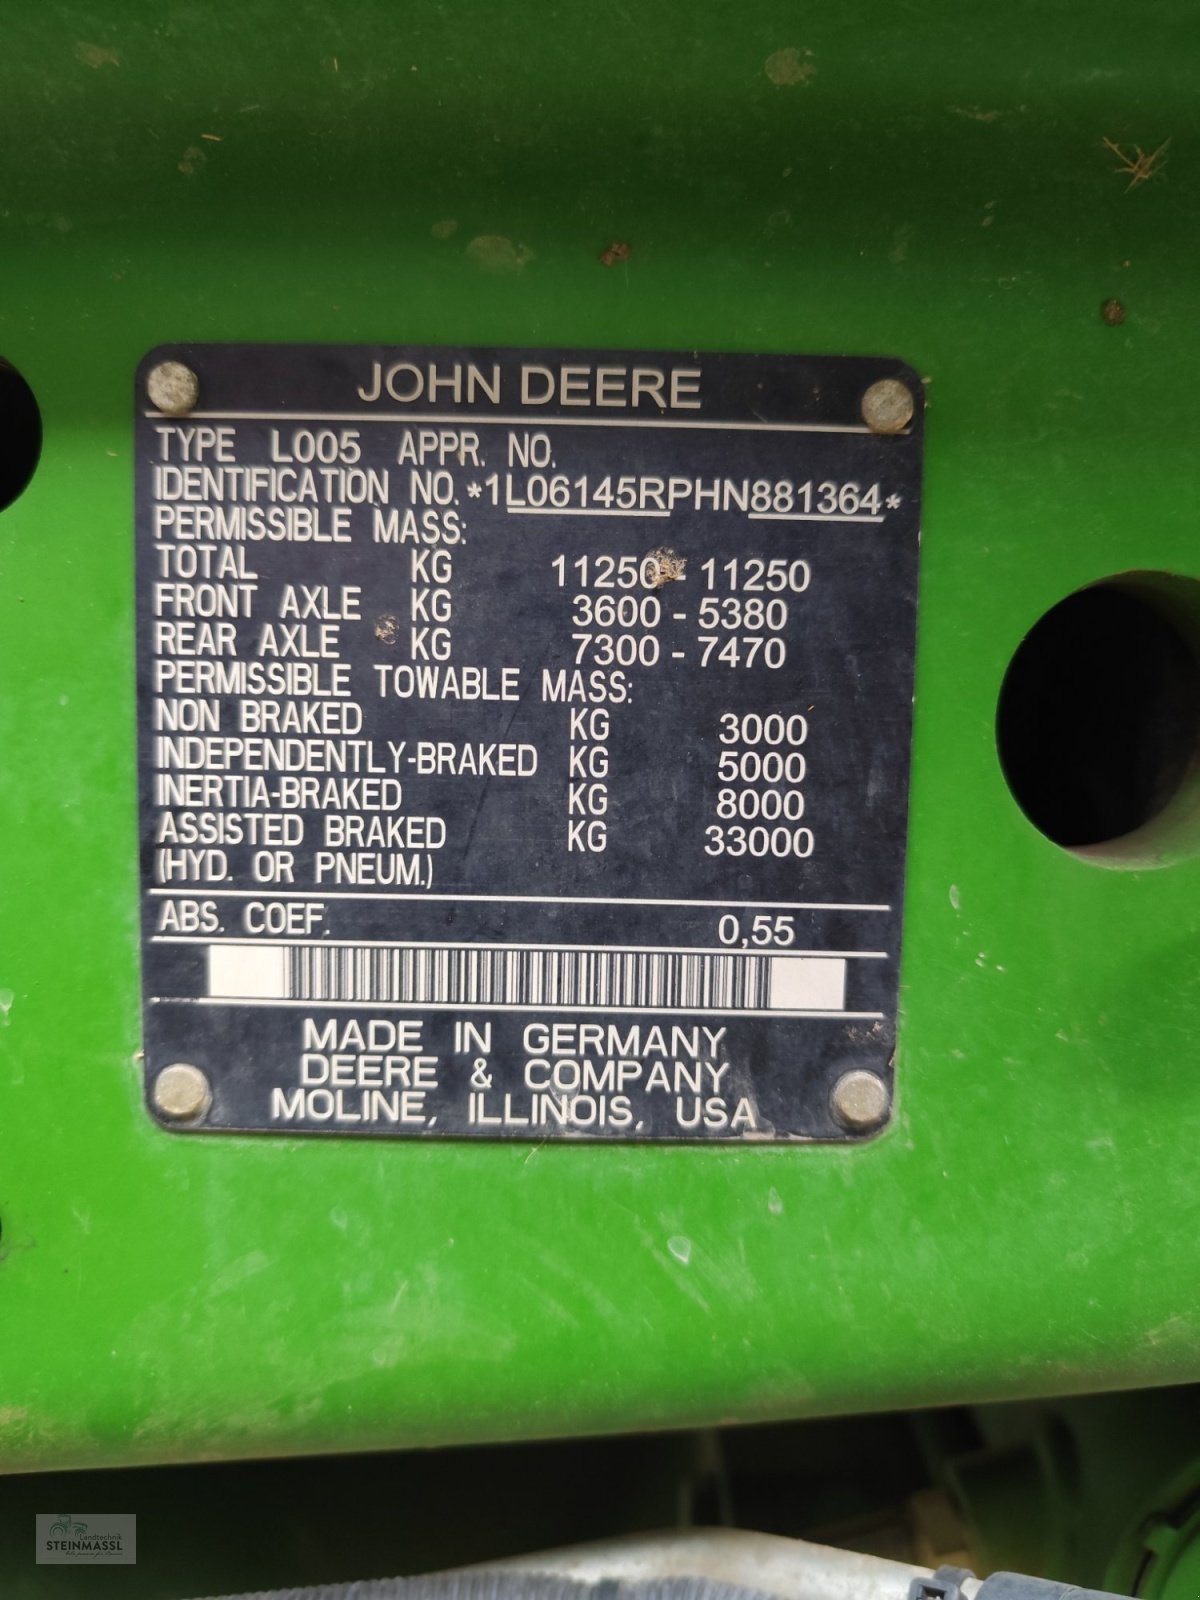 JOHN DEERE
TYPE L005 APPR. NO.
IDENTIFICATION NO. *1L06145RPHN881364*
PERMISSIBLE MASS:
TOTAL KG 11250 - 11250
FRONT AXLE KG 3600 - 5380
REAR AXLE KG 7300 - 7470
PERMISSIBLE TOWABLE MASS:
NON BRAKED KG 3000
INDEPENDENTLY-BRAKED KG 5000
INERTIA-BRAKED KG 8000
ASSISTED BRAKED KG 33000
(HYD. OR PNEUM.)
ABS. COEF. 0,55
MADE IN GERMANY
DEERE & COMPANY
MOLINE, ILLINOIS, USA
Landtechnik
STEINMASSL